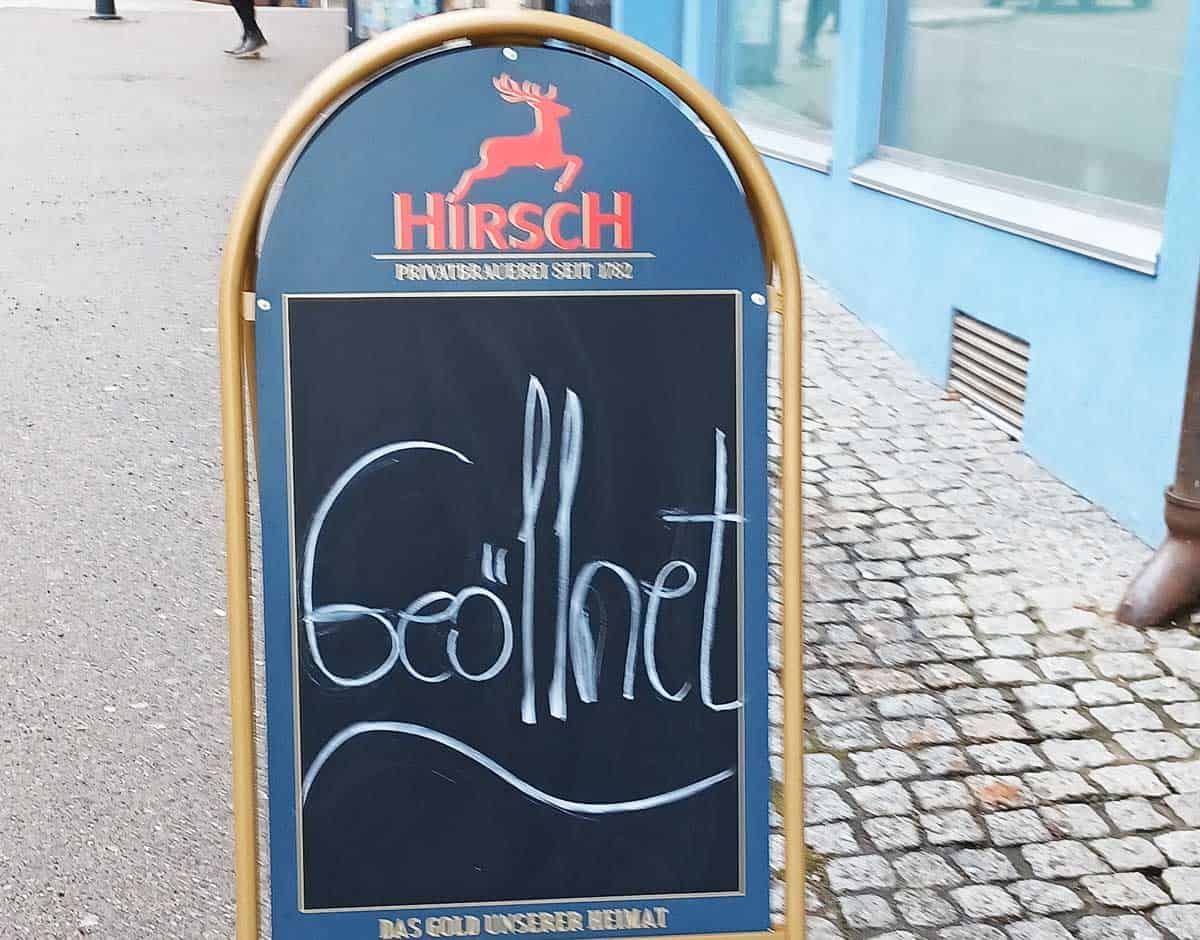 HIRSCH
PRIVATBRAUEREI SEIT 1782
Geöffnet
DAS GOLD UNSERER HEIMAT